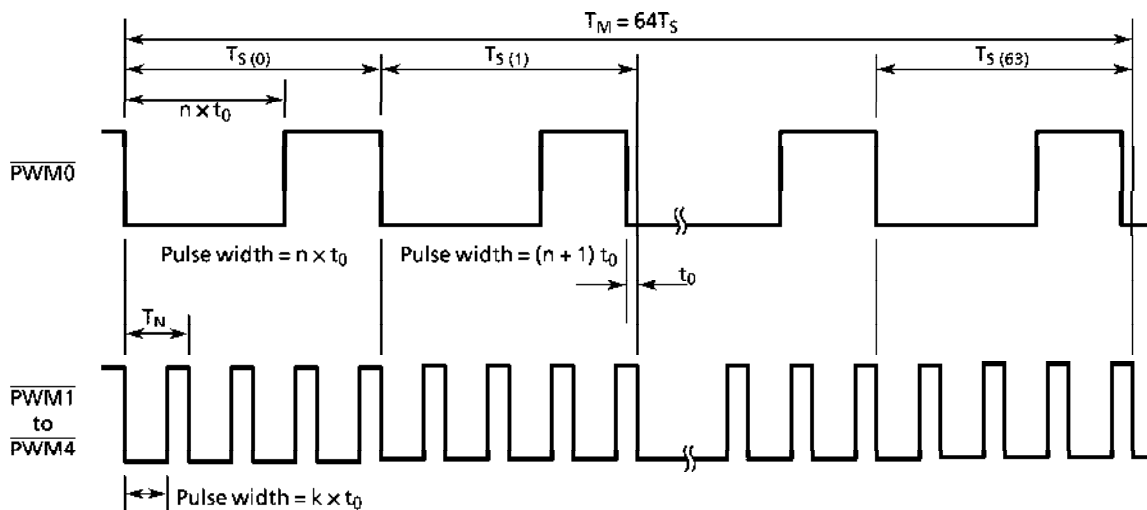 T_M = 64T_S
T_S (0)
T_S (1)
T_S (63)
n × t_0
PWM0
Pulse width = n × t_0
Pulse width = (n + 1) t_0
t_0
T_N
PWM1
to
PWM4
Pulse width = k × t_0